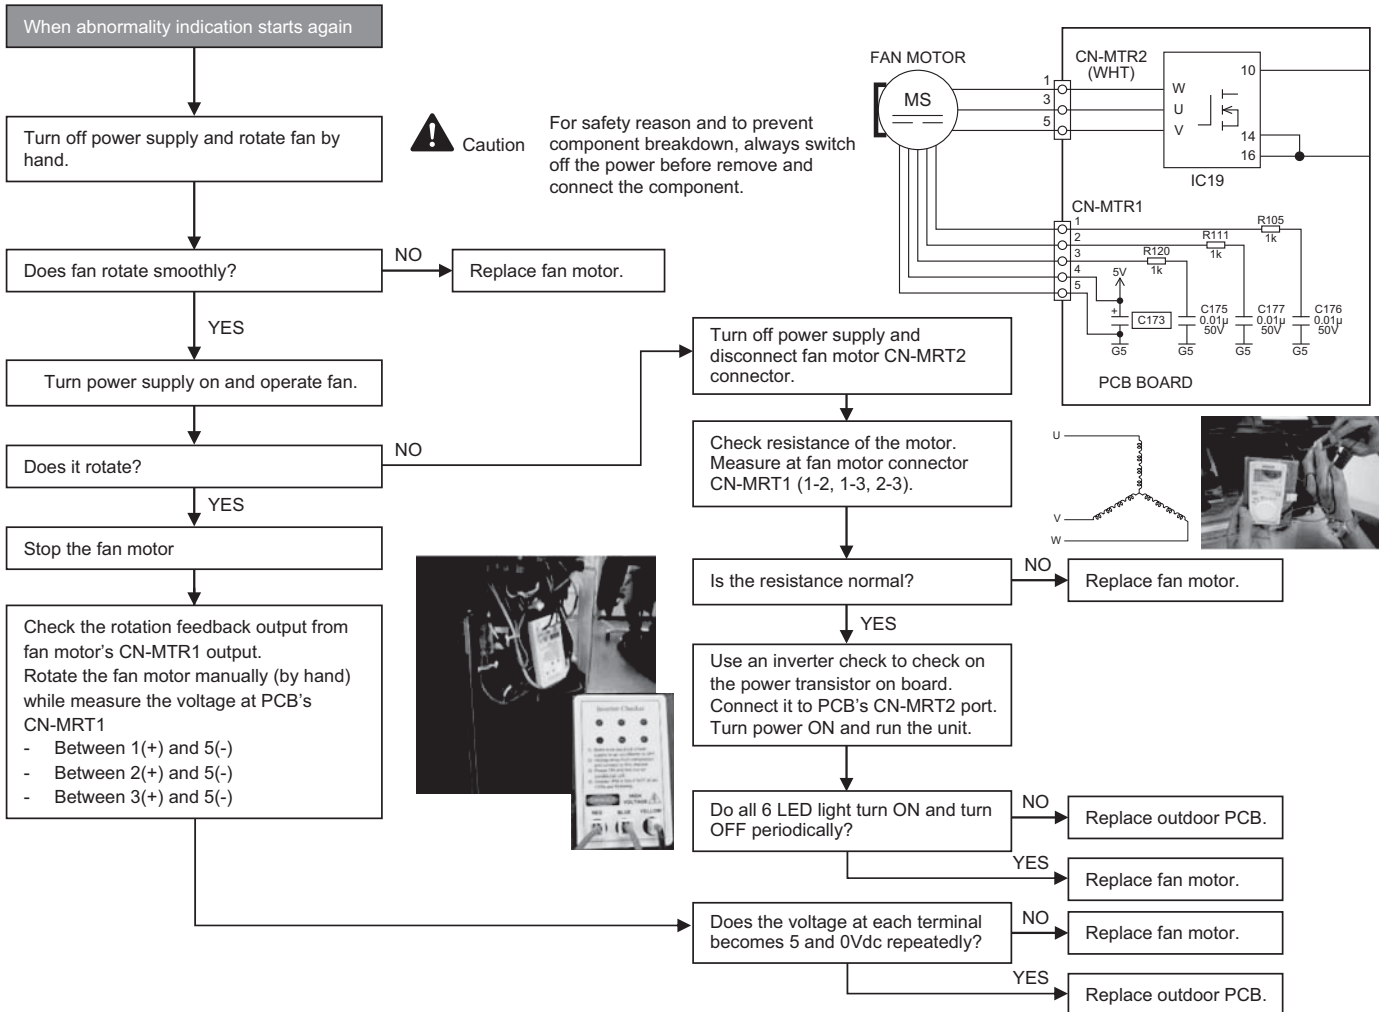 When abnormality indication starts again
Turn off power supply and rotate fan by
hand.
Caution
For safety reason and to prevent
component breakdown, always switch
off the power before remove and
connect the component.
Does fan rotate smoothly?
NO
Replace fan motor.
YES
Turn power supply on and operate fan.
Does it rotate?
NO
YES
Stop the fan motor
Check the rotation feedback output from
fan motor's CN-MTR1 output.
Rotate the fan motor manually (by hand)
while measure the voltage at PCB's
CN-MRT1
- Between 1(+) and 5(-)
- Between 2(+) and 5(-)
- Between 3(+) and 5(-)
Turn off power supply and
disconnect fan motor CN-MRT2
connector.
Check resistance of the motor.
Measure at fan motor connector
CN-MRT1 (1-2, 1-3, 2-3).
Is the resistance normal?
NO
Replace fan motor.
YES
Use an inverter check to check on
the power transistor on board.
Connect it to PCB's CN-MRT2 port.
Turn power ON and run the unit.
Do all 6 LED light turn ON and turn
OFF periodically?
NO
Replace outdoor PCB.
YES
Replace fan motor.
Does the voltage at each terminal
becomes 5 and 0Vdc repeatedly?
NO
Replace fan motor.
YES
Replace outdoor PCB.
FAN MOTOR
MS
CN-MTR2
(WHT)
1
3
5
W
U
V
10
14
16
IC19
CN-MTR1
1
2
3
4
5
R105
1k
R111
1k
R120
1k
5V
+
C173
C175
0.01µ
50V
C177
0.01µ
50V
C176
0.01µ
50V
G5
G5
G5
G5
PCB BOARD
U
V
W
Inverter Checker
HIGH
VOLTAGE
RED BLUE YELLOW